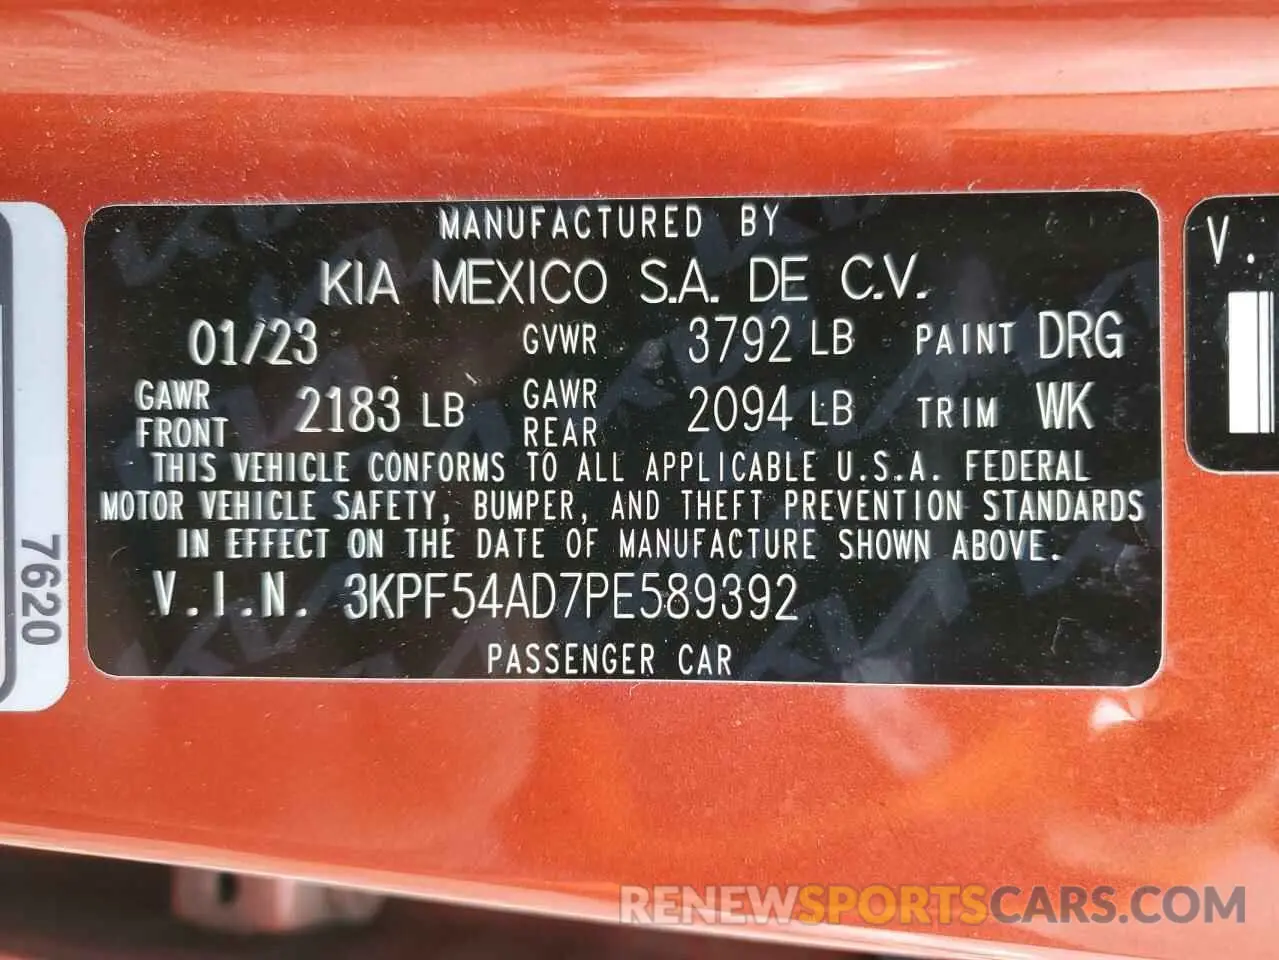 MANUFACTURED BY
KIA MEXICO S.A. DE C.V.
01/23 GVWR 3792 LB PAINT DRG
GAWR FRONT 2183 LB GAWR REAR 2094 LB TRIM WK
THIS VEHICLE CONFORMS TO ALL APPLICABLE U.S.A. FEDERAL
MOTOR VEHICLE SAFETY, BUMPER, AND THEFT PREVENTION STANDARDS
IN EFFECT ON THE DATE OF MANUFACTURE SHOWN ABOVE.
V.I.N. 3KPF54AD7PE589392
PASSENGER CAR
7620
V.
RENEWSPORTSCARS.COM